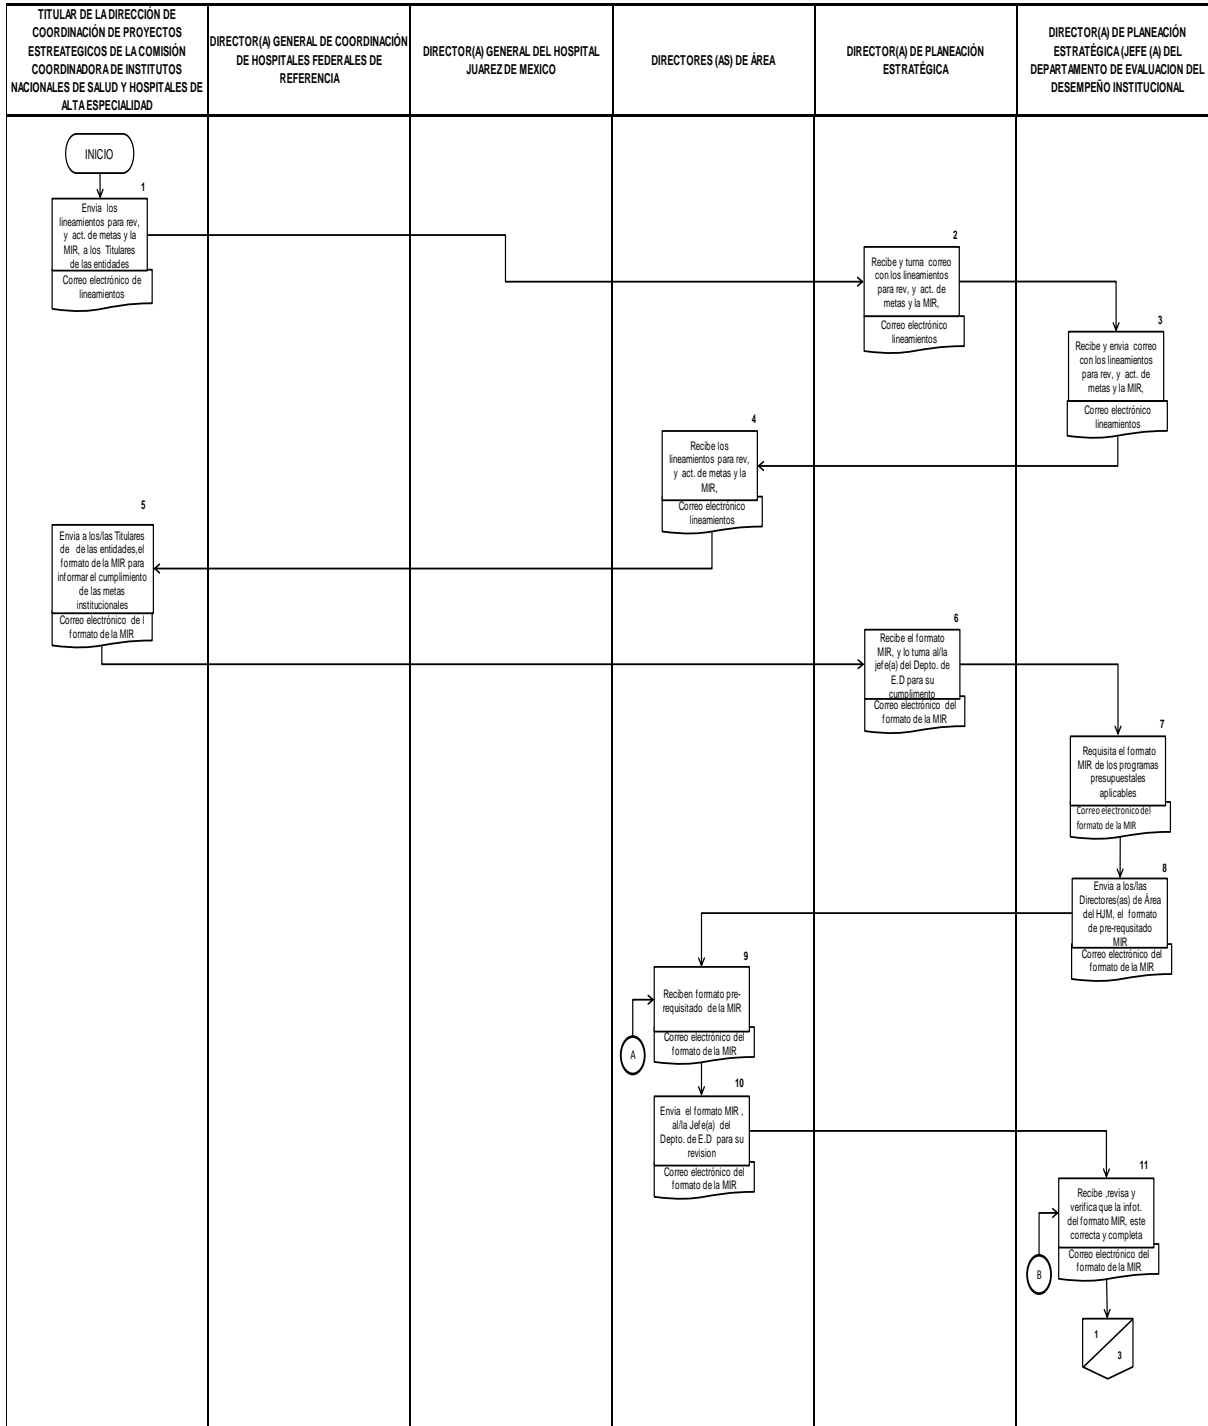 TITULAR DE LA DIRECCIÓN DE
COORDINACIÓN DE PROYECTOS
ESTREATEGICOS DE LA COMISIÓN
COORDINADORA DE INSTITUTOS
NACIONALES DE SALUD Y HOSPITALES DE
ALTA ESPECIALIDAD
DIRECTOR(A) GENERAL DE COORDINACIÓN
DE HOSPITALES FEDERALES DE
REFERENCIA
DIRECTOR(A) GENERAL DEL HOSPITAL
JUAREZ DE MEXICO
DIRECTORES (AS) DE ÁREA
DIRECTOR(A) DE PLANEACIÓN
ESTRATÉGICA
DIRECTOR(A) DE PLANEACIÓN
ESTRATÉGICA (JEFE (A) DEL
DEPARTAMENTO DE EVALUACION DEL
DESEMPEÑO INSTITUCIONAL
INICIO
1
Envia los
lineamientos para rev,
y act. de metas y la
MIR, a los Titulares
de las entidades
Correo electrónico de
lineamientos
2
Recibe y turna correo
con los lineamientos
para rev, y act. de
metas y la MIR,
Correo electrónico
lineamientos
3
Recibe y envia correo
con los lineamientos
para rev, y act. de
metas y la MIR,
Correo electrónico
lineamientos
4
Recibe los
lineamientos para rev,
y act. de metas y la
MIR,
Correo electrónico
lineamientos
5
Envia a los/las Titulares
de de las entidades,el
formato de la MIR para
informar el cumplimiento
de las metas
institucionales
Correo electrónico de l
formato de la MIR
6
Recibe el formato
MIR, y lo turna al/la
jefe(a) del Depto. de
E.D para su
cumplimento
Correo electrónico del
formato de la MIR
7
Requisita el formato
MIR de los programas
presupuestales
aplicables
Correo electronico del
formato de la MIR
8
Envia a los/las
Directores(as) de Área
del HJM, el formato
de pre-requsitado
MIR
Correo electrónico del
formato de la MIR
9
Reciben formato pre-
requisitado de la MIR
Correo electrónico del
formato de la MIR
A
10
Envia el formato MIR ,
al/la Jefe(a) del
Depto. de E.D para su
revision
Correo electrónico del
formato de la MIR
11
Recibe ,revisa y
verifica que la infot.
del formato MIR, este
correcta y completa
Correo electrónico del
formato de la MIR
B
1
3